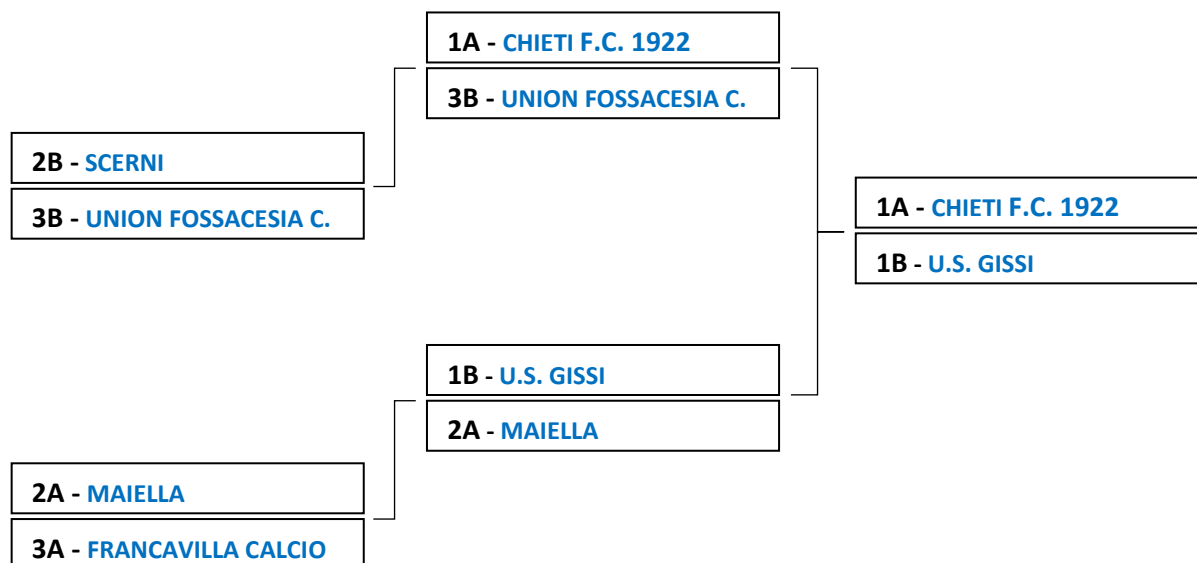 1A - CHIETI F.C. 1922
3B - UNION FOSSACESIA C.
2B - SCERNI
3B - UNION FOSSACESIA C.
1A - CHIETI F.C. 1922
1B - U.S. GISSI
1B - U.S. GISSI
2A - MAIELLA
2A - MAIELLA
3A - FRANCAVILLA CALCIO